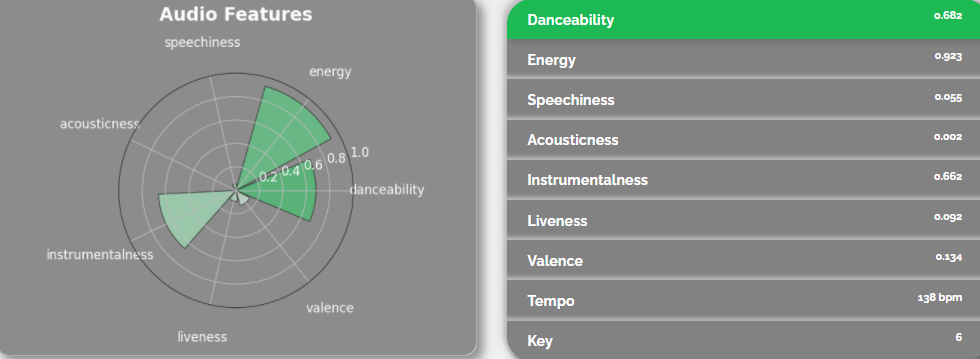 Audio Features
speechiness
energy
acousticness
1.0
0.8
0.6
0.4
0.2
danceability
instrumentalness
valence
liveness
Danceability 0.682
Energy 0.923
Speechiness 0.055
Acousticness 0.002
Instrumentalness 0.662
Liveness 0.092
Valence 0.134
Tempo 138 bpm
Key 6